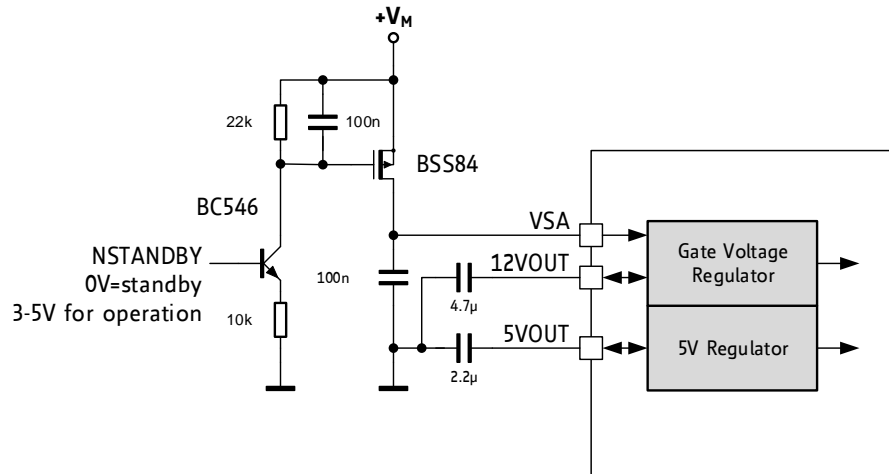 +VM
22k
100n
BSS84
BC546
VSA
NSTANDBY
0V=standby
3-5V for operation
Gate Voltage
Regulator
12VOUT
100n
4.7µ
10k
5VOUT
5V Regulator
2.2µ